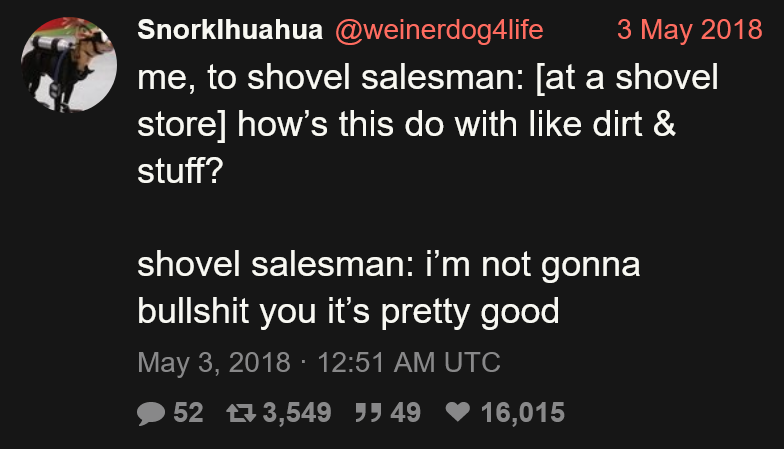 Snorklhuahua @weinerdog4life 3 May 2018
me, to shovel salesman: [at a shovel
store] how’s this do with like dirt &
stuff?
shovel salesman: i’m not gonna
bullshit you it’s pretty good
May 3, 2018 · 12:51 AM UTC
52 3,549 49 16,015